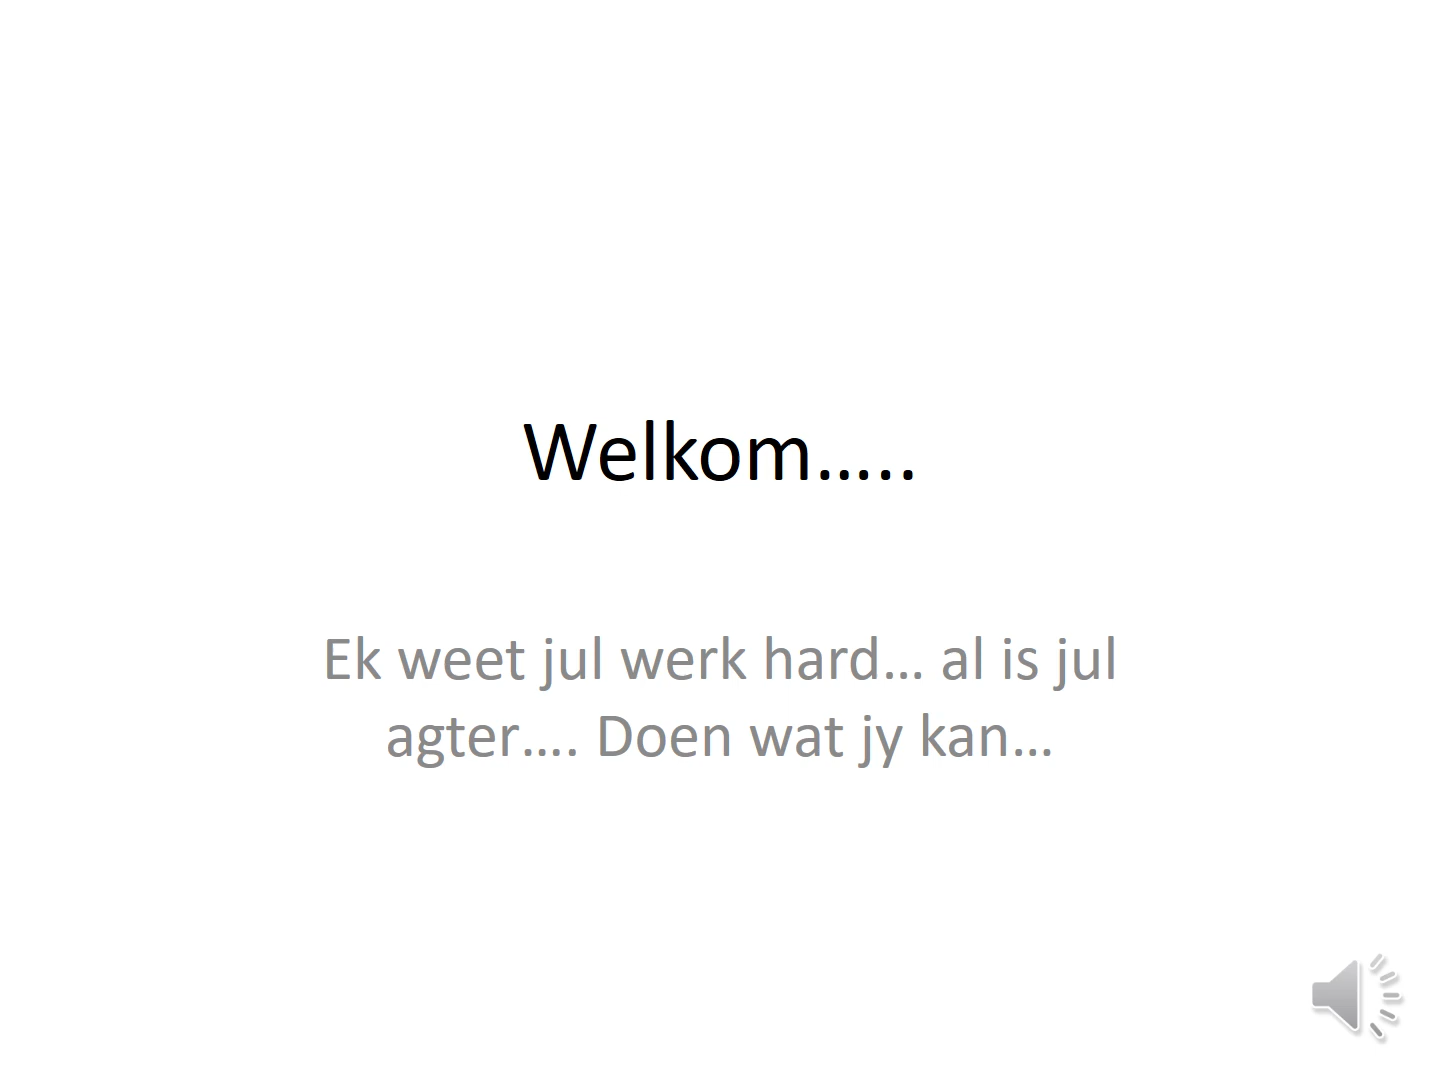 Welkom…..
Ek weet jul werk hard… al is jul
agter…. Doen wat jy kan…